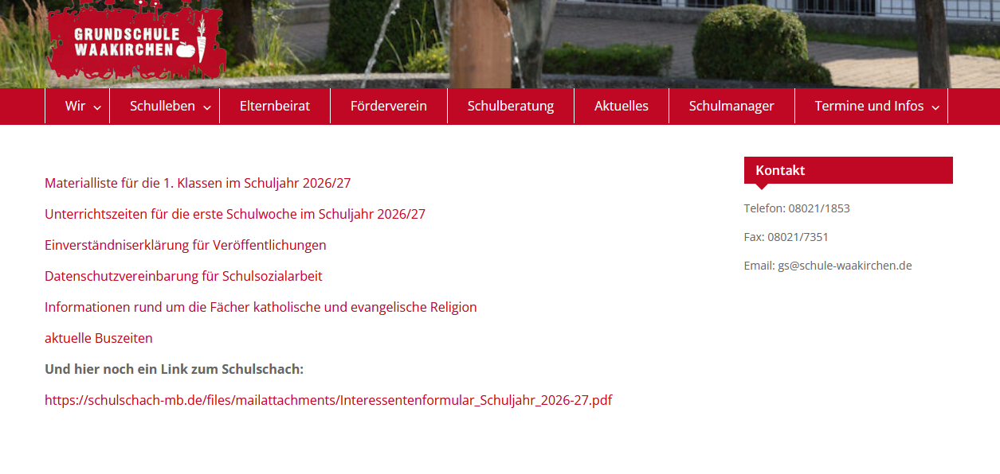 GRUNDSCHULE
WAAKIRCHEN
Wir
Schulleben
Elternbeirat
Förderverein
Schulberatung
Aktuelles
Schulmanager
Termine und Infos
Materialliste für die 1. Klassen im Schuljahr 2026/27
Unterrichtszeiten für die erste Schulwoche im Schuljahr 2026/27
Einverständniserklärung für Veröffentlichungen
Datenschutzvereinbarung für Schulsozialarbeit
Informationen rund um die Fächer katholische und evangelische Religion
aktuelle Buszeiten
Und hier noch ein Link zum Schulschach:
https://schulschach-mb.de/files/mailattachments/Interessentenformular_Schuljahr_2026-27.pdf
Kontakt
Telefon: 08021/1853
Fax: 08021/7351
Email: gs@schule-waakirchen.de